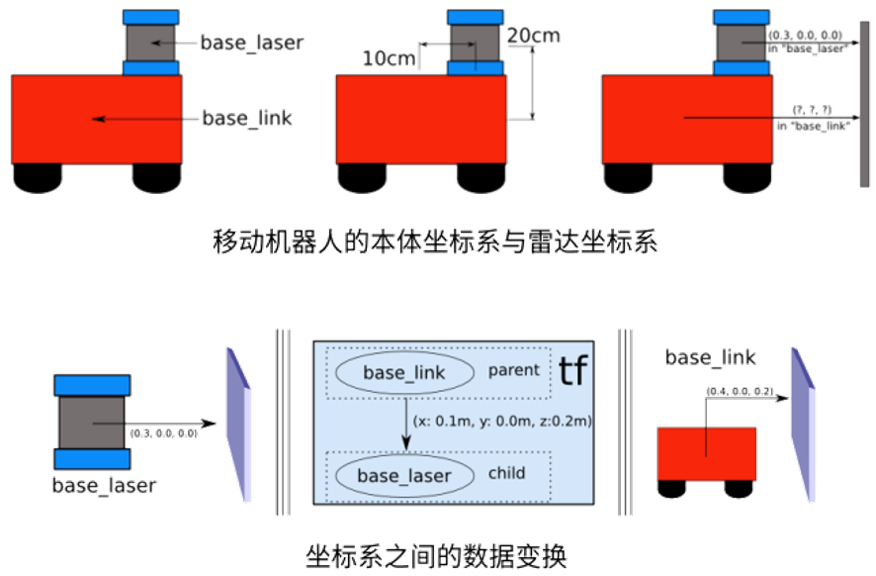 base_laser
base_link
10cm
20cm
(0.3, 0.0, 0.0)
in "base_laser"
(?, ?, ?)
in "base_link"
移动机器人的本体坐标系与雷达坐标系
(0.3, 0.0, 0.0)
base_laser
base_link
parent
tf
(x: 0.1m, y: 0.0m, z:0.2m)
base_laser
child
base_link
(0.4, 0.0, 0.2)
坐标系之间的数据变换